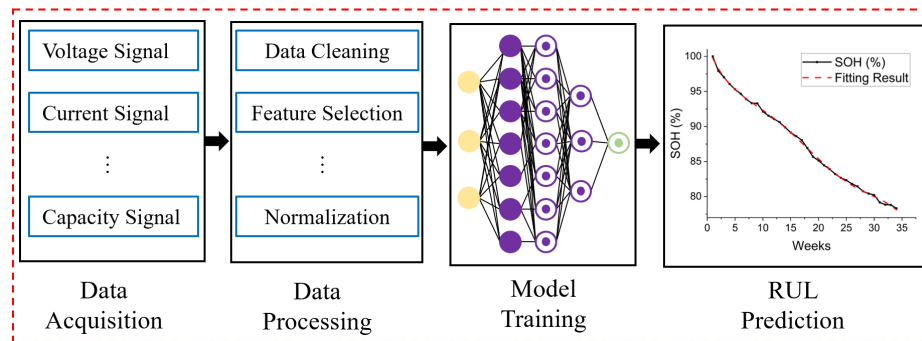 Voltage Signal
Current Signal
⋮
Capacity Signal
Data
Acquisition
Data Cleaning
Feature Selection
⋮
Normalization
Data
Processing
Model
Training
SOH (%)
Fitting Result
100
95
90
85
80
SOH (%)
0 5 10 15 20 25 30 35
Weeks
RUL
Prediction